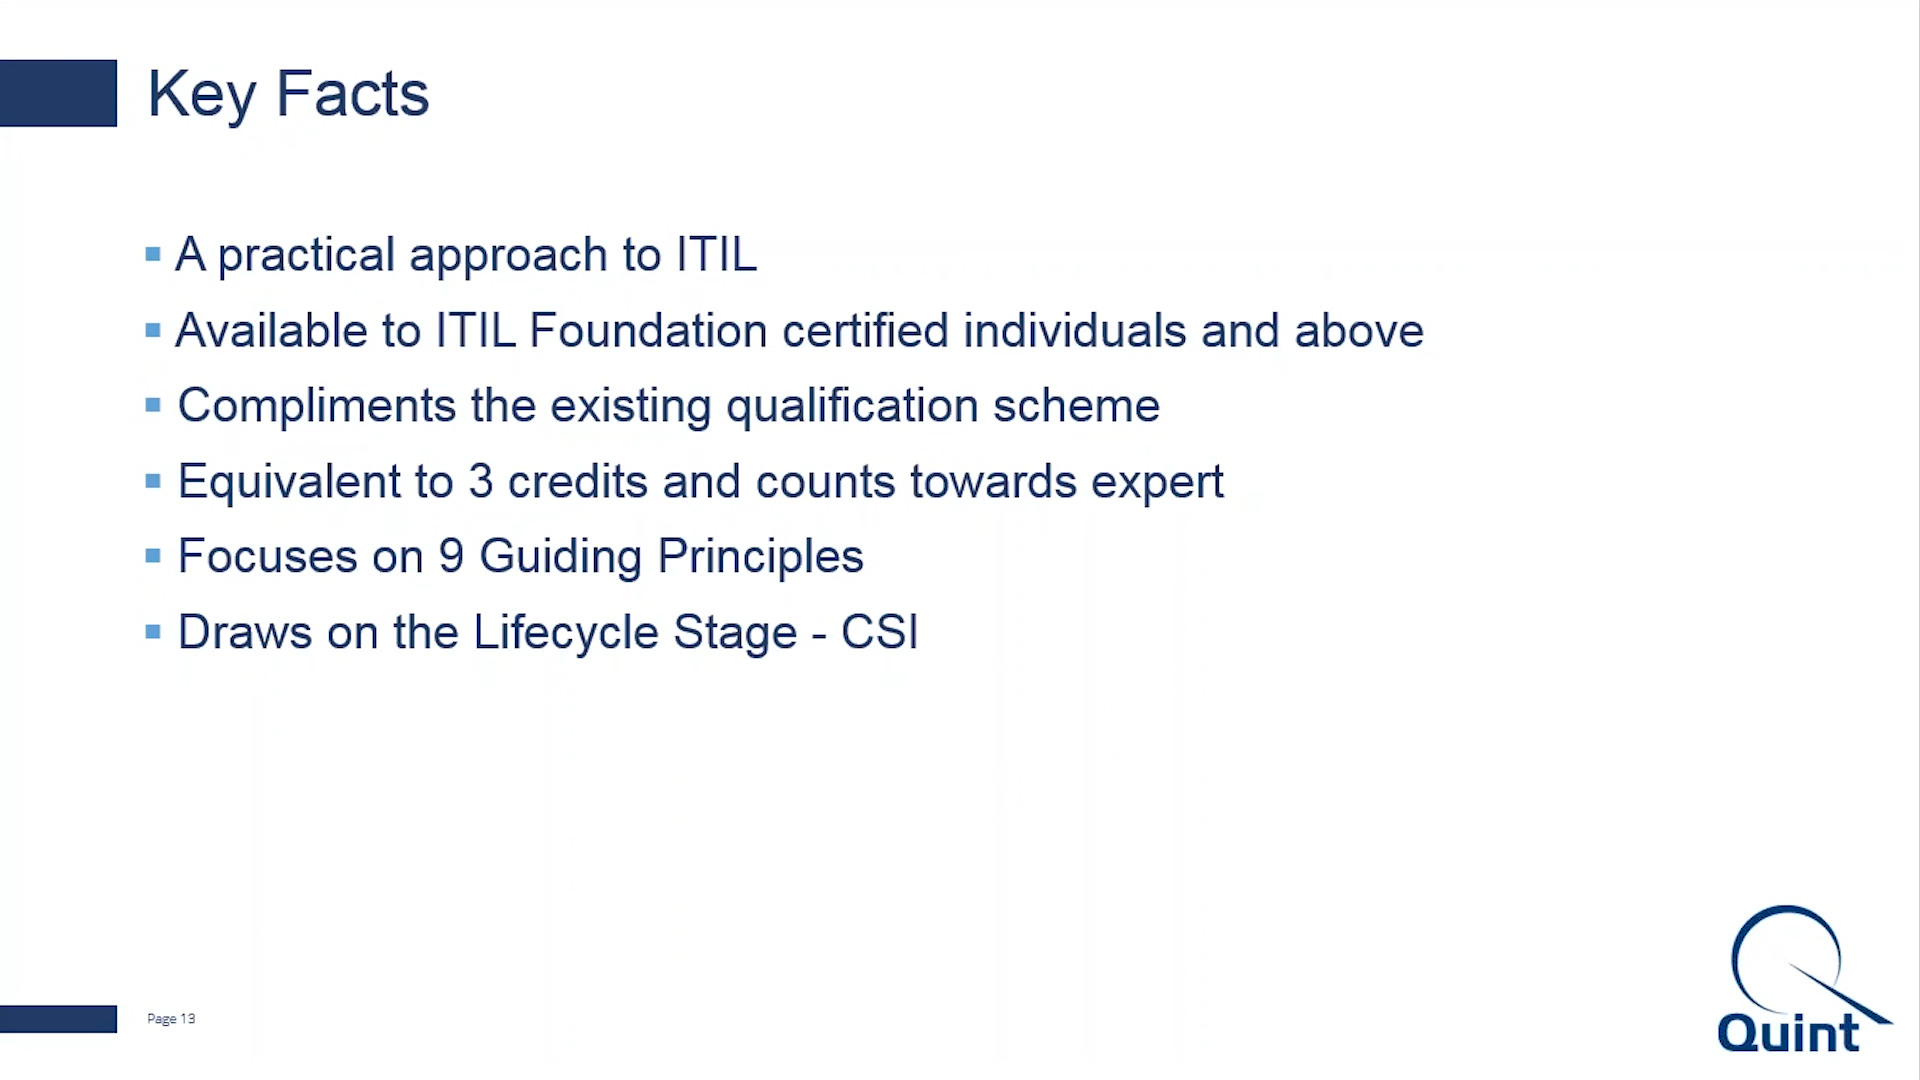 Key Facts
A practical approach to ITIL
Available to ITIL Foundation certified individuals and above
Compliments the existing qualification scheme
Equivalent to 3 credits and counts towards expert
Focuses on 9 Guiding Principles
Draws on the Lifecycle Stage - CSI
Page 13
Quint